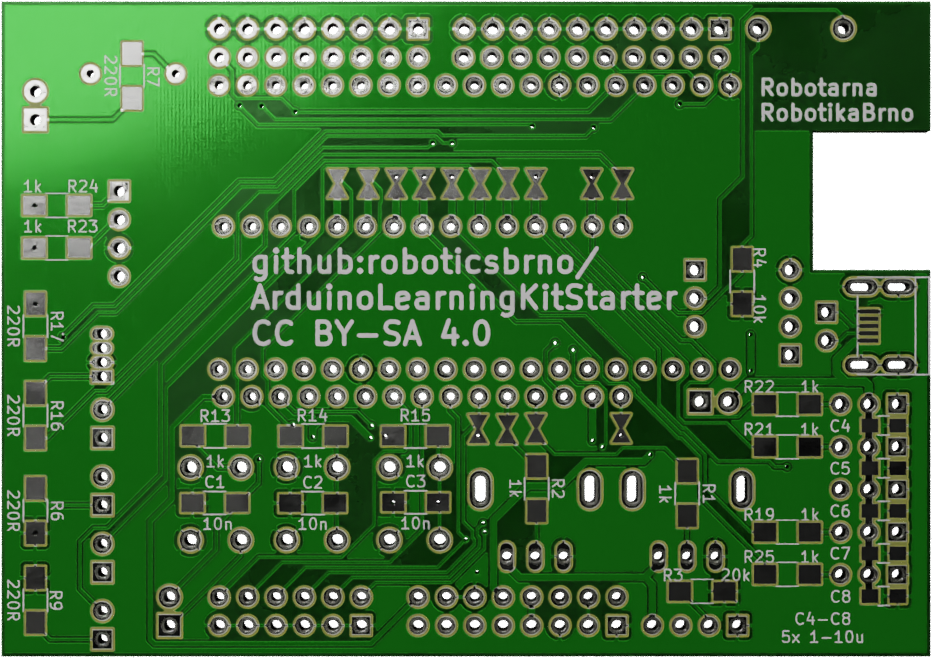 220R
R7
Robotarna
RobotikaBrno
1k R24
1k R23
github:roboticsbrno/
ArduinoLearningKitStarter
CC BY-SA 4.0
R4
10k
220R
R17
220R
R16
220R
R6
220R
R9
R13
R14
R15
1k
1k
1k
C1
C2
C3
10n
10n
10n
1k
R2
1k
R1
R3
20k
R22 1k
R21 1k
R19 1k
R25 1k
C4
C5
C6
C7
C8
C4-C8
5x 1-10u